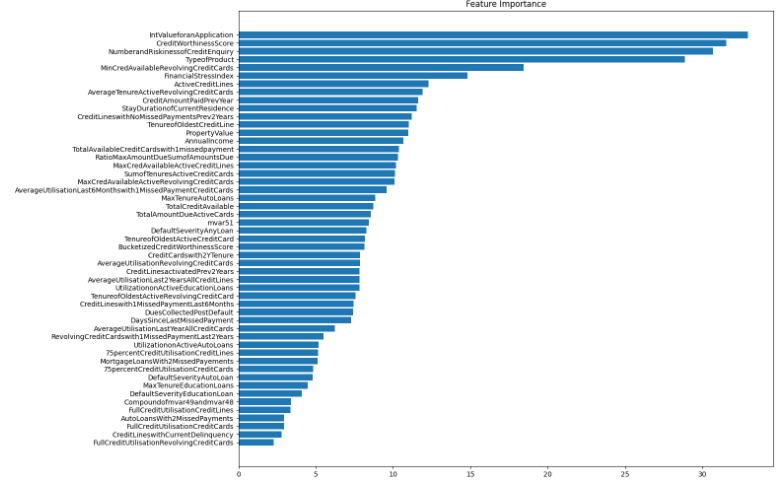 Feature Importance
IntValueforanApplication
CreditWorthinessScore
NumberandRiskinessofCreditEnquiry
TypeofProduct
MinCredAvailableRevolvingCreditCards
FinancialStressIndex
ActiveCreditLines
AverageTenureActiveRevolvingCreditCards
CreditAmountPaidPrevYear
StayDurationofCurrentResidence
CreditLineswithNoMissedPaymentsPrev2Years
TenureofOldestCreditLine
PropertyValue
AnnualIncome
TotalAvailableCreditCardswith1missedpayment
RatioMaxAmountDueSumofAmountsDue
MaxCredAvailableActiveCreditLines
SumofTenuresActiveCreditCards
MaxCredAvailableActiveRevolvingCreditCards
AverageUtilisationLast6Monthswith1MissedPaymentCreditCards
MaxTenureAutoLoans
TotalCreditAvailable
TotalAmountDueActiveCards
mvar51
DefaultSeverityAnyLoan
TenureofOldestActiveCreditCard
BucketizedCreditWorthinessScore
CreditCardswith2YTenure
AverageUtilisationRevolvingCreditCards
CreditLinesactivatedPrev2Years
AverageUtilisationLast2YearsAllCreditLines
UtilizationonActiveEducationLoans
TenureofOldestActiveRevolvingCreditCard
CreditLineswith1MissedPaymentLast6Months
DuesCollectedPostDefault
DaysSinceLastMissedPayment
AverageUtilisationLastYearAllCreditCards
RevolvingCreditCardswith1MissedPaymentLast2Years
UtilizationonActiveAutoLoans
75percentCreditUtilisationCreditLines
MortgageLoansWith2MissedPayements
75percentCreditUtilisationCreditCards
DefaultSeverityAutoLoan
MaxTenureEducationLoans
DefaultSeverityEducationLoan
Compoundofmvar49andmvar48
FullCreditUtilisationCreditLines
AutoLoansWith2MissedPayments
FullCreditUtilisationCreditCards
CreditLineswithCurrentDelinquency
FullCreditUtilisationRevolvingCreditCards
0 5 10 15 20 25 30